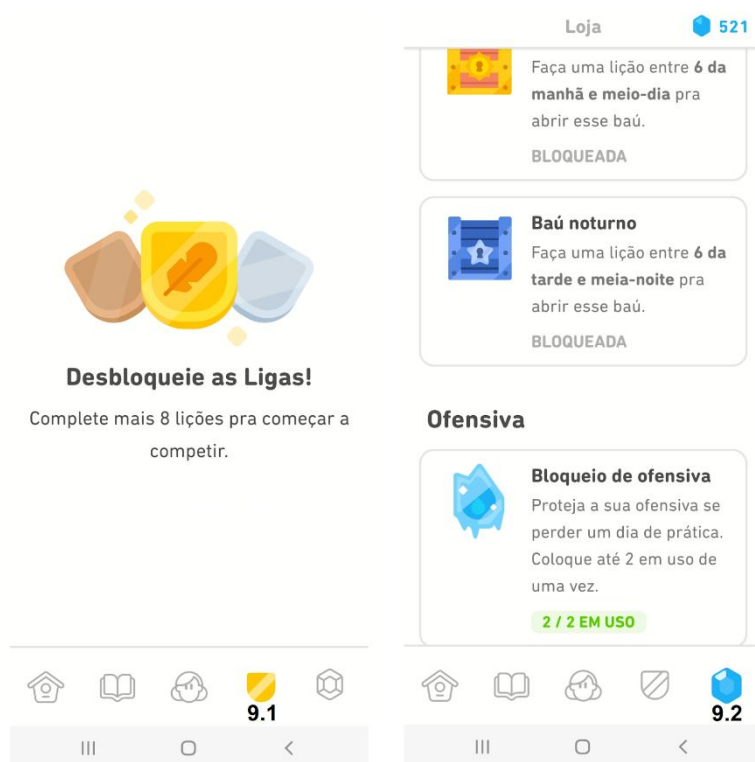 Desbloqueie as Ligas!
Complete mais 8 lições pra começar a
competir.
9.1
Loja
521
Faça uma lição entre 6 da
manhã e meio-dia pra
abrir esse baú.
BLOQUEADA
Baú noturno
Faça uma lição entre 6 da
tarde e meia-noite pra
abrir esse baú.
BLOQUEADA
Ofensiva
Bloqueio de ofensiva
Proteja a sua ofensiva se
perder um dia de prática.
Coloque até 2 em uso de
uma vez.
2 / 2 EM USO
9.2